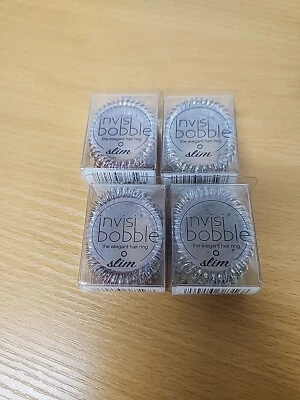 invisi
bobble
the elegant hair ring
slim
invisi
bobble
the elegant hair ring
slim
invisi
bobble
the elegant hair ring
slim
invisi
bobble
the elegant hair ring
slim